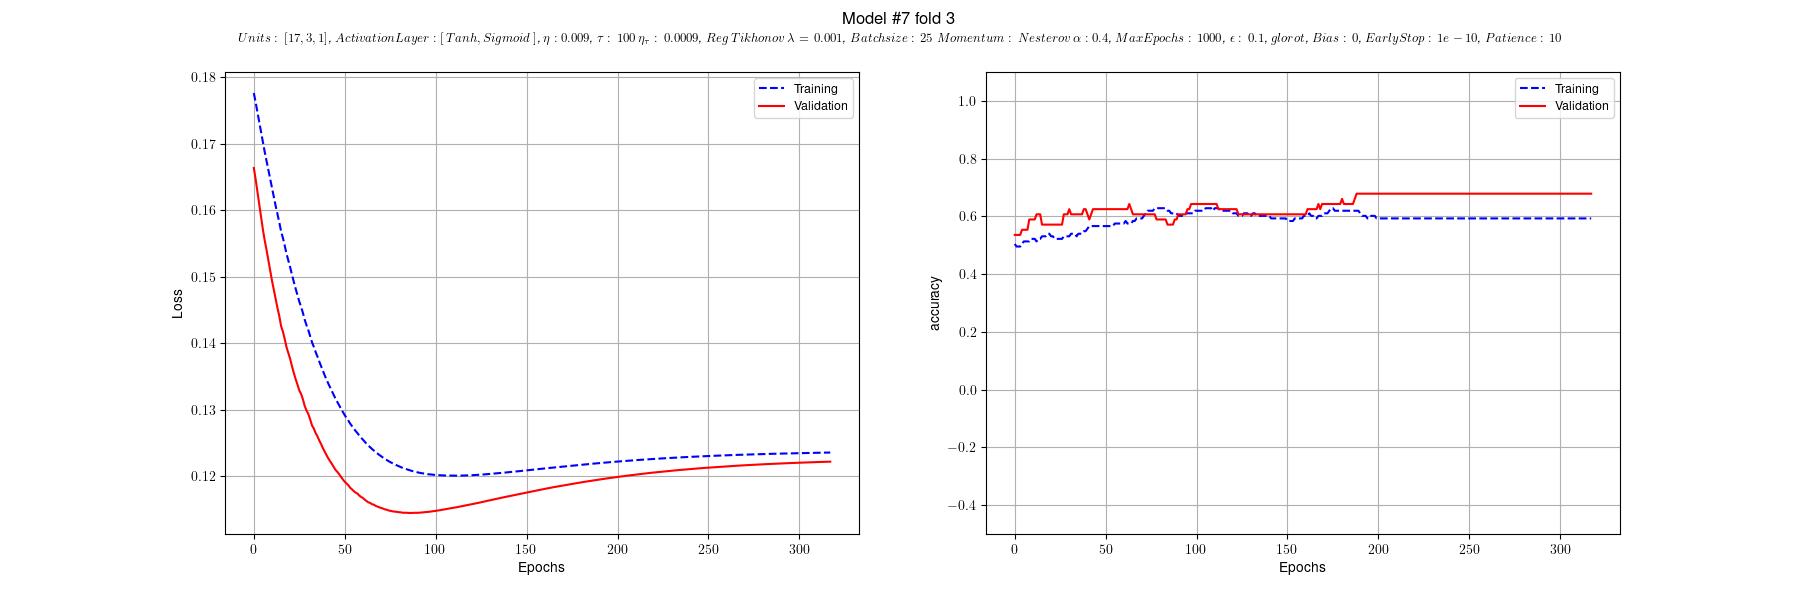 Model #7 fold 3
Units : [17, 3, 1], ActivationLayer : [ Tanh, Sigmoid ], η : 0.009, τ : 100 ητ : 0.0009, Reg Tikhonov λ = 0.001, Batchsize : 25 Momentum : Nesterov α : 0.4, MaxEpochs : 1000, ϵ : 0.1, glorot, Bias : 0, EarlyStop : 1e − 10, Patience : 10
Loss
0.18
0.17
0.16
0.15
0.14
0.13
0.12
0
50
100
150
200
250
300
Epochs
Training
Validation
accuracy
1.0
0.8
0.6
0.4
0.2
0.0
−0.2
−0.4
0
50
100
150
200
250
300
Epochs
Training
Validation